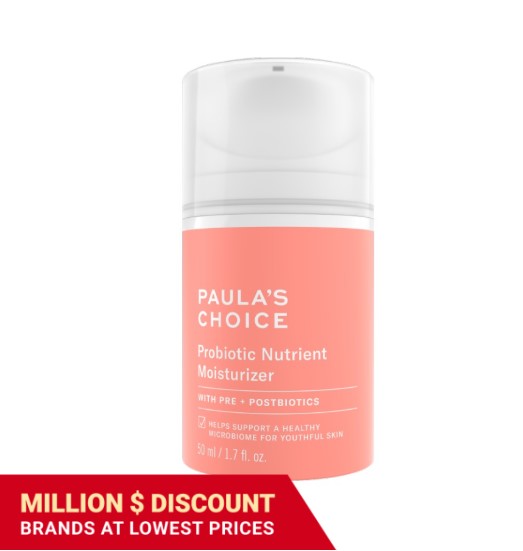 PAULA'S
CHOICE
Probiotic Nutrient
Moisturizer
WITH PRE + POSTBIOTICS
HELPS SUPPORT A HEALTHY
MICROBIOME FOR YOUTHFUL SKIN
50 ml / 1.7 fl. oz.
MILLION $ DISCOUNT
BRANDS AT LOWEST PRICES